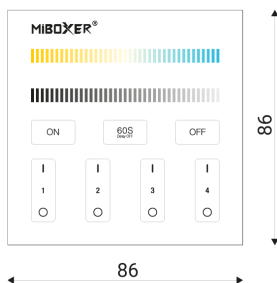 MiBOXER®
ON 60S OFF
Delay OFF
I I I I
1 2 3 4
O O O O
86
86